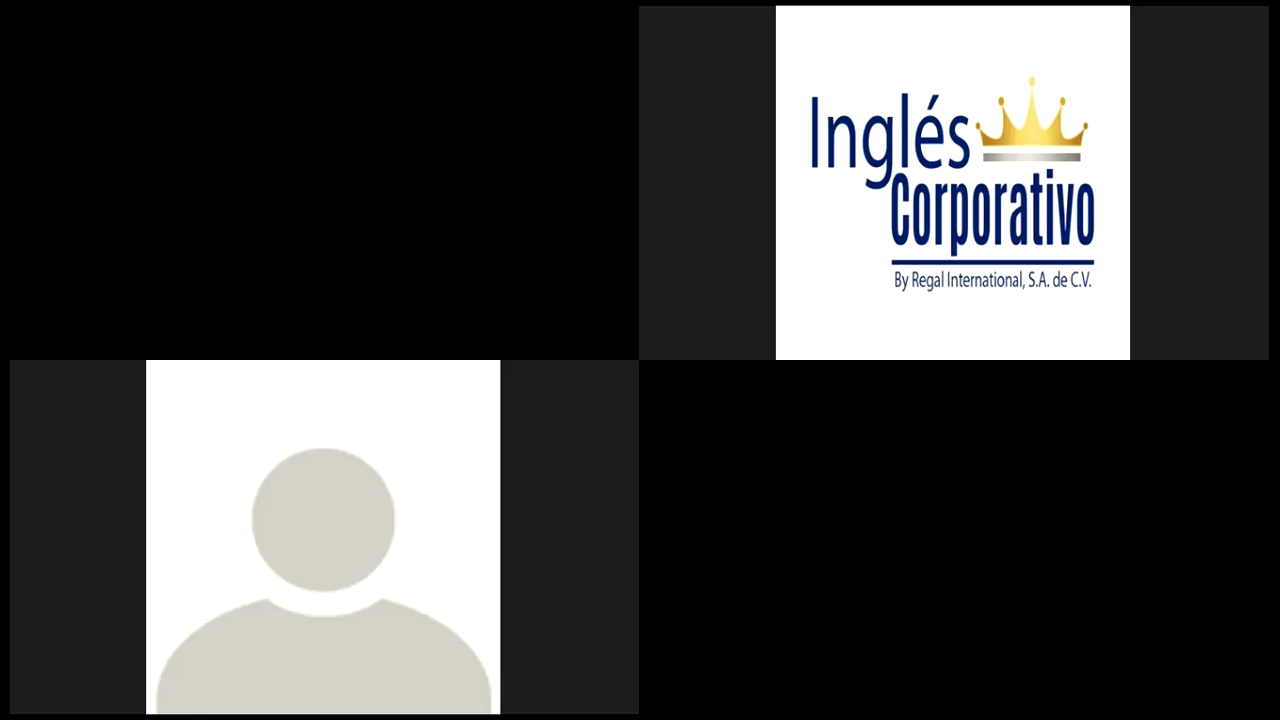 Inglés
Corporativo
By Regal International, S.A. de C.V.